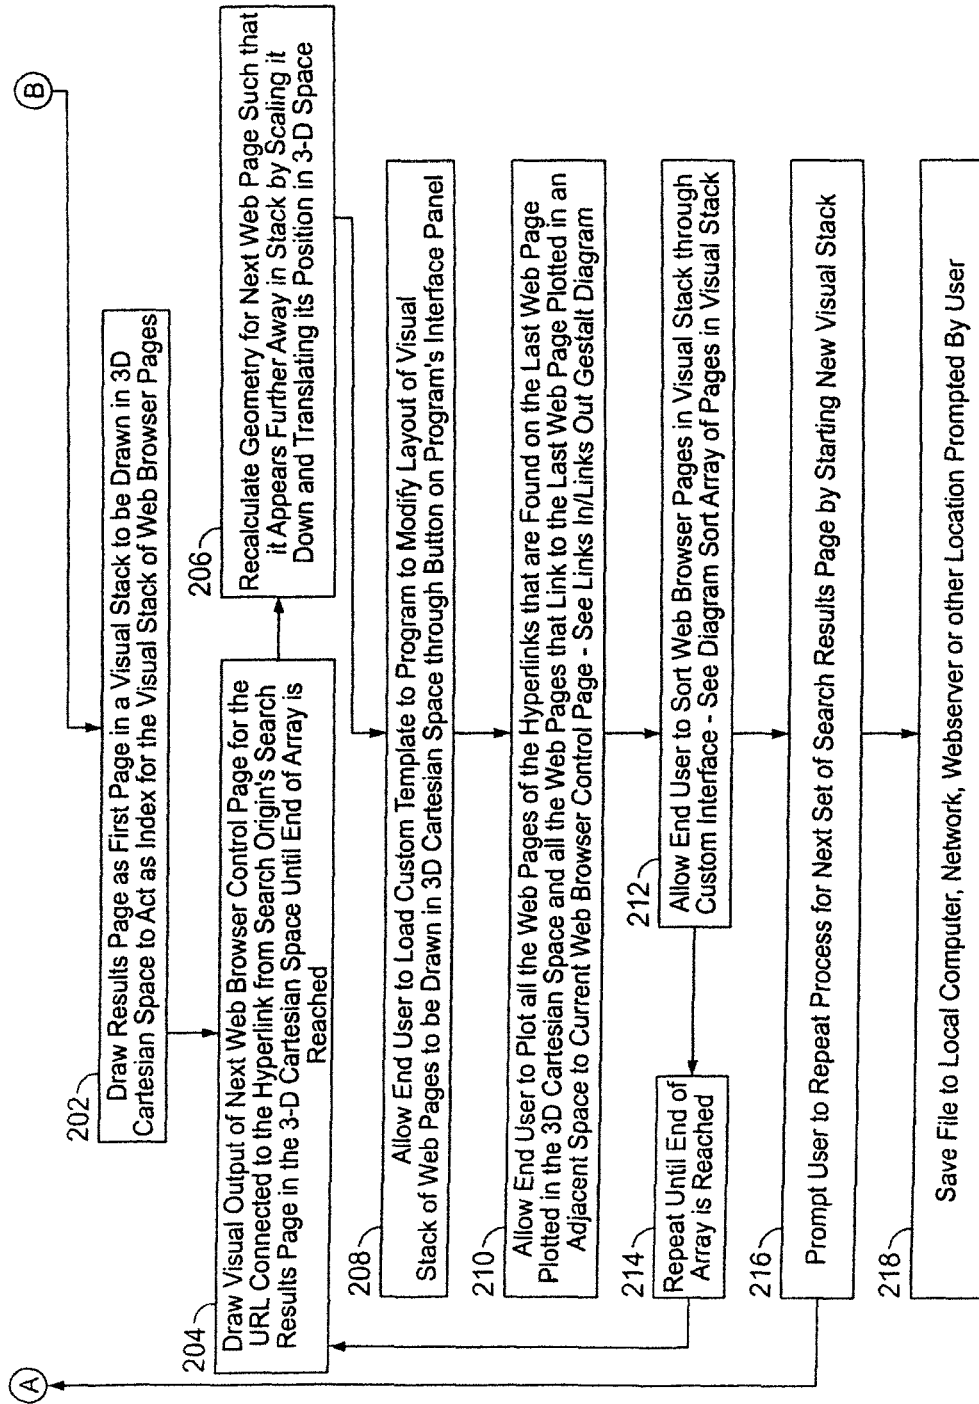 B
202
Draw Results Page as First Page in a Visual Stack to be Drawn in 3D
Cartesian Space to Act as Index for the Visual Stack of Web Browser Pages
204
Draw Visual Output of Next Web Browser Control Page for the
URL Connected to the Hyperlink from Search Origin's Search
Results Page in the 3-D Cartesian Space Until End of Array is
Reached
206
Recalculate Geometry for Next Web Page Such that
it Appears Further Away in Stack by Scaling it
Down and Translating its Position in 3-D Space
208
Allow End User to Load Custom Template to Program to Modify Layout of Visual
Stack of Web Pages to be Drawn in 3D Cartesian Space through Button on Program's Interface Panel
210
Allow End User to Plot all the Web Pages of the Hyperlinks that are Found on the Last Web Page
Plotted in the 3D Cartesian Space and all the Web Pages that Link to the Last Web Page Plotted in an
Adjacent Space to Current Web Browser Control Page - See Links In/Links Out Gestalt Diagram
212
Allow End User to Sort Web Browser Pages in Visual Stack through
Custom Interface - See Diagram Sort Array of Pages in Visual Stack
214
Repeat Until End of
Array is Reached
216
Prompt User to Repeat Process for Next Set of Search Results Page by Starting New Visual Stack
218
Save File to Local Computer, Network, Webserver or other Location Prompted By User
A